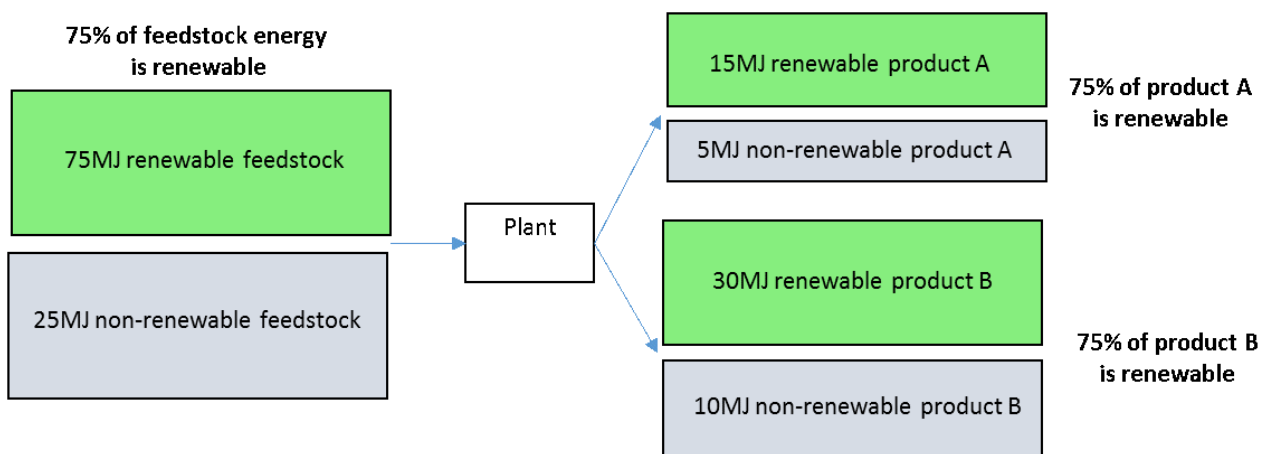 75% of feedstock energy
is renewable
75MJ renewable feedstock
25MJ non-renewable feedstock
Plant
15MJ renewable product A
5MJ non-renewable product A
75% of product A
is renewable
30MJ renewable product B
10MJ non-renewable product B
75% of product B
is renewable